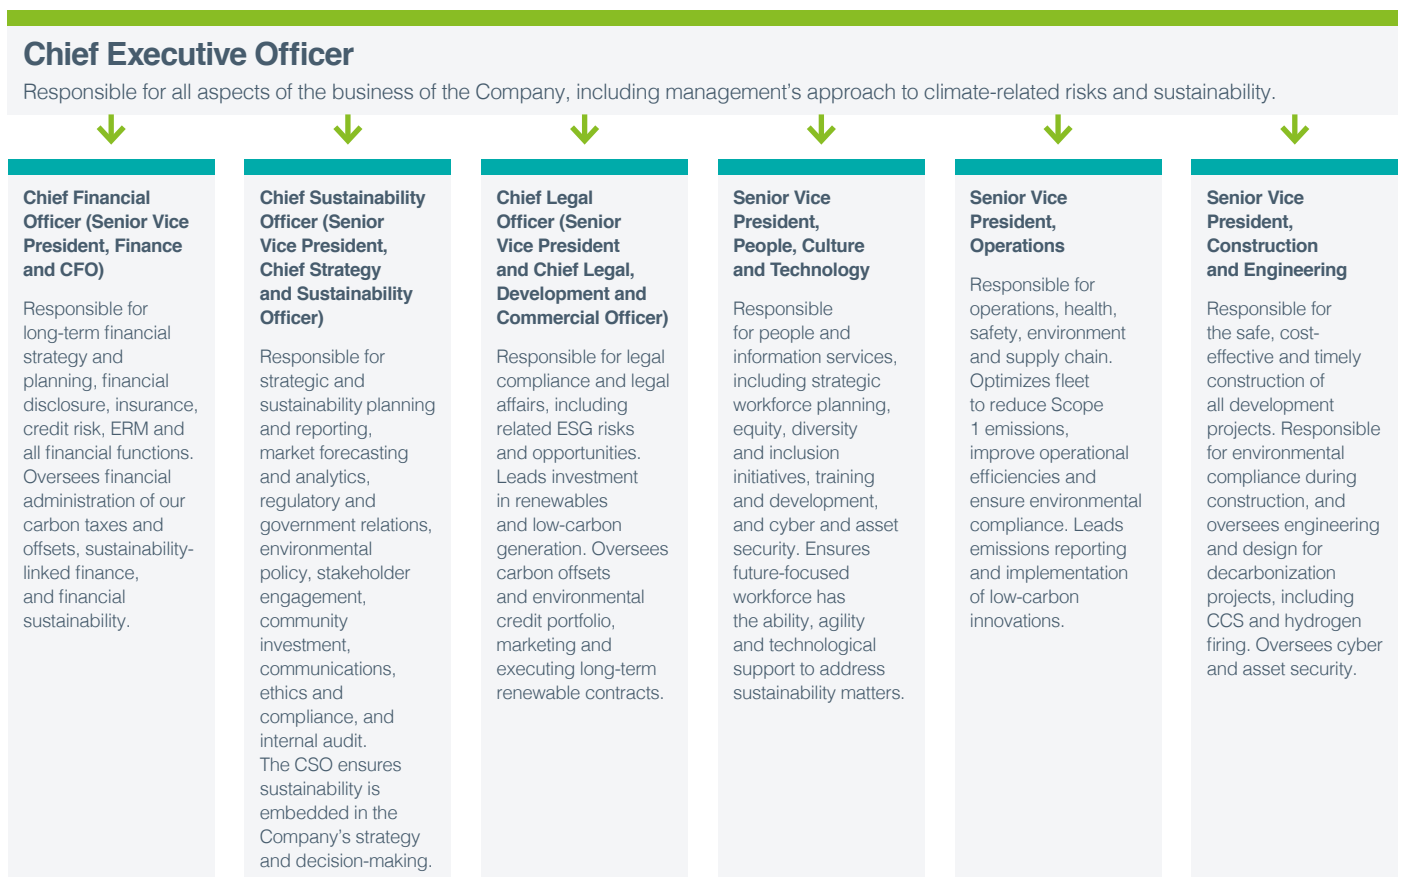 Chief Executive Officer
Responsible for all aspects of the business of the Company, including management’s approach to climate-related risks and sustainability.
Chief Financial
Officer (Senior Vice
President, Finance
and CFO)
Responsible for
long-term financial
strategy and
planning, financial
disclosure, insurance,
credit risk, ERM and
all financial functions.
Oversees financial
administration of our
carbon taxes and
offsets, sustainability-
linked finance,
and financial
sustainability.
Chief Sustainability
Officer (Senior
Vice President,
Chief Strategy
and Sustainability
Officer)
Responsible for
strategic and
sustainability planning
and reporting,
market forecasting
and analytics,
regulatory and
government relations,
environmental
policy, stakeholder
engagement,
community
investment,
communications,
ethics and
compliance, and
internal audit.
The CSO ensures
sustainability is
embedded in the
Company’s strategy
and decision-making.
Chief Legal
Officer (Senior
Vice President
and Chief Legal,
Development and
Commercial Officer)
Responsible for legal
compliance and legal
affairs, including
related ESG risks
and opportunities.
Leads investment
in renewables
and low-carbon
generation. Oversees
carbon offsets
and environmental
credit portfolio,
marketing and
executing long-term
renewable contracts.
Senior Vice
President,
People, Culture
and Technology
Responsible
for people and
information services,
including strategic
workforce planning,
equity, diversity
and inclusion
initiatives, training
and development,
and cyber and asset
security. Ensures
future-focused
workforce has
the ability, agility
and technological
support to address
sustainability matters.
Senior Vice
President,
Operations
Responsible for
operations, health,
safety, environment
and supply chain.
Optimizes fleet
to reduce Scope
1 emissions,
improve operational
efficiencies and
ensure environmental
compliance. Leads
emissions reporting
and implementation
of low-carbon
innovations.
Senior Vice
President,
Construction
and Engineering
Responsible for
the safe, cost-
effective and timely
construction of
all development
projects. Responsible
for environmental
compliance during
construction, and
oversees engineering
and design for
decarbonization
projects, including
CCS and hydrogen
firing. Oversees cyber
and asset security.